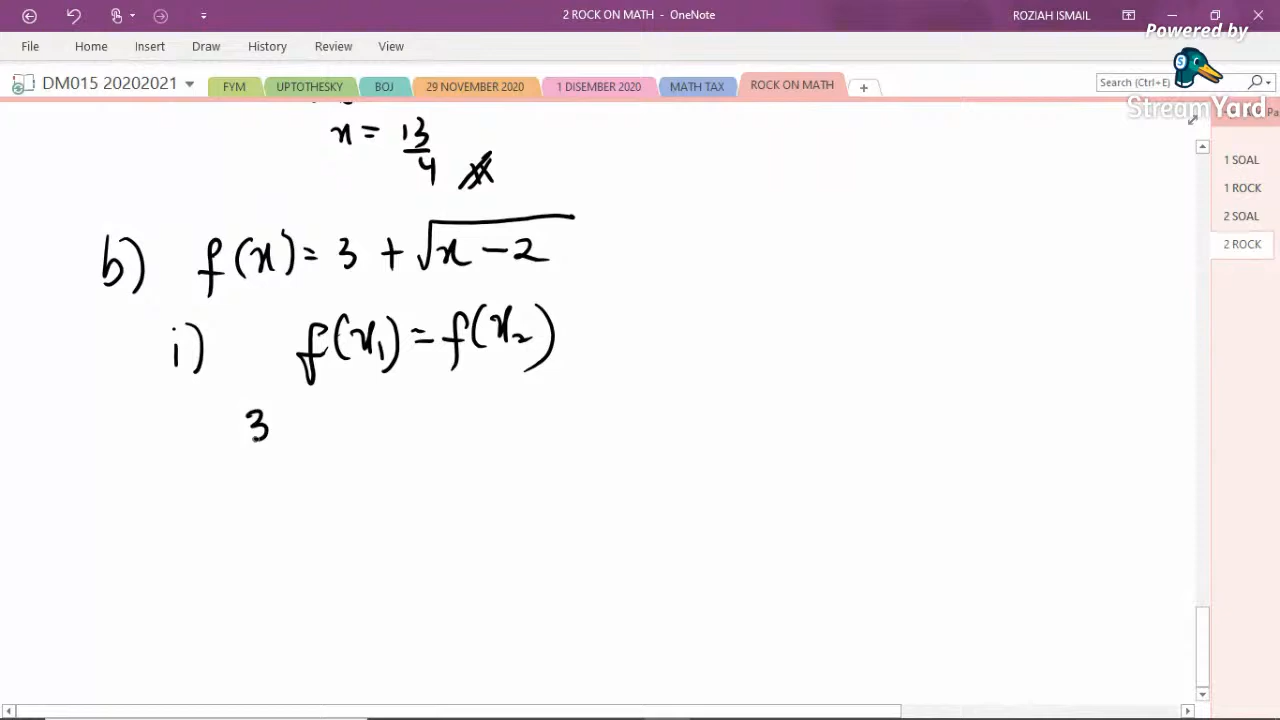 2 ROCK ON MATH - OneNote
ROZIAH ISMAIL
Powered by
StreamYard
File Home Insert Draw History Review View
DM015 20202021
FYM UPTOTHESKY BOJ 29 NOVEMBER 2020 1 DISEMBER 2020 MATH TAX ROCK ON MATH +
Search (Ctrl+E)
1 SOAL
1 ROCK
2 SOAL
2 ROCK
x = 13/4
b) f(x) = 3 + √(x - 2)
i) f(x₁) = f(x₂)
3